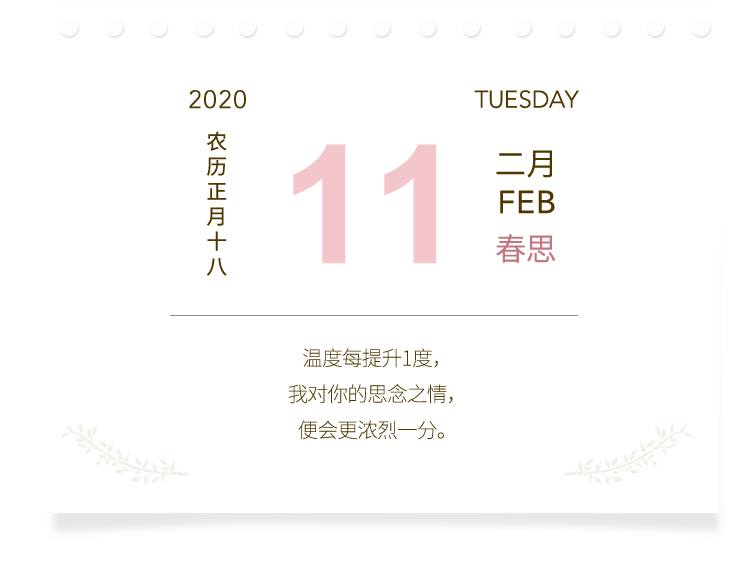 2020
TUESDAY
农历正月十八
11
二月
FEB
春思
温度每提升1度，
我对你的思念之情，
便会更浓烈一分。